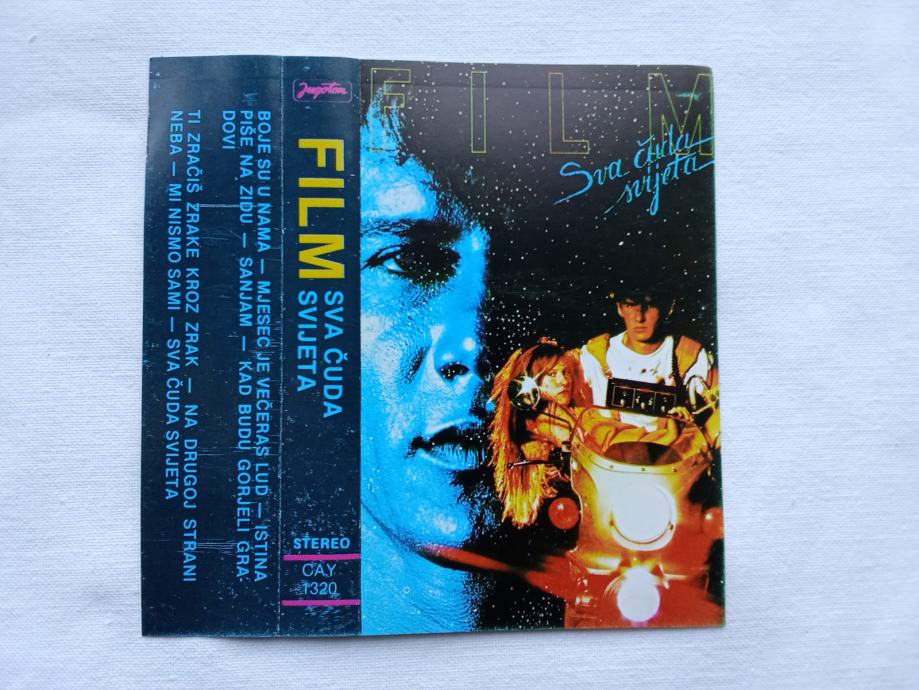 BOJE SU U NAMA — MJESEC JE VEČERAS LUD — ISTINA
PIŠE NA ZIDU — SANJAM — KAD BUDU GORJELI GRA-
DOVI
TI ZRAČIŠ ZRAKE KROZ ZRAK — NA DRUGOJ STRANI
NEBA — MI NISMO SAMI — SVA ČUDA SVIJETA
Jugoton
FILM
SVA ČUDA
SVIJETA
STEREO
CAY
1320
FILM
Sva čuda
svijeta